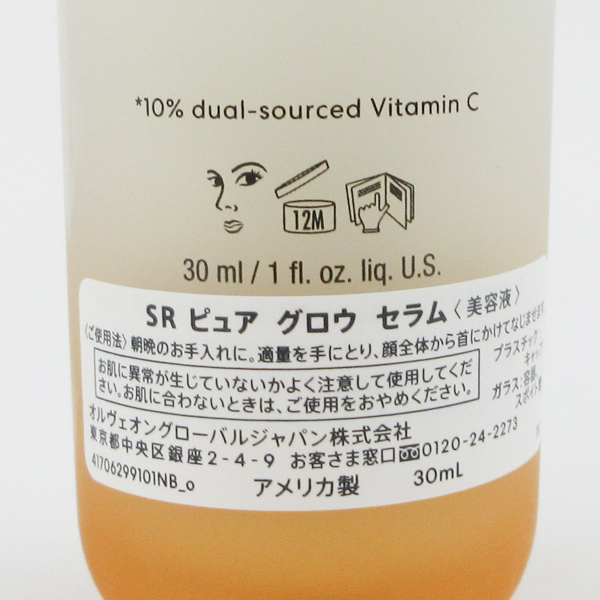 *10% dual-sourced Vitamin C
12M
30 ml / 1 fl. oz. liq. U.S.
SR ピュア グロウ セラム〈美容液〉
〈ご使用法〉朝晩のお手入れに。適量を手にとり、顔全体から首にかけてなじませます
プラスチック
キャッ
お肌に異常が生じていないかよく注意して使用してくだ
さい。お肌に合わないときは、ご使用をおやめください。
ガラス:容器
スポイト
オルヴェオングローバルジャパン株式会社
東京都中央区銀座2-4-9 お客さま窓口 0120-24-2273
41706299101NB_o
アメリカ製
30mL